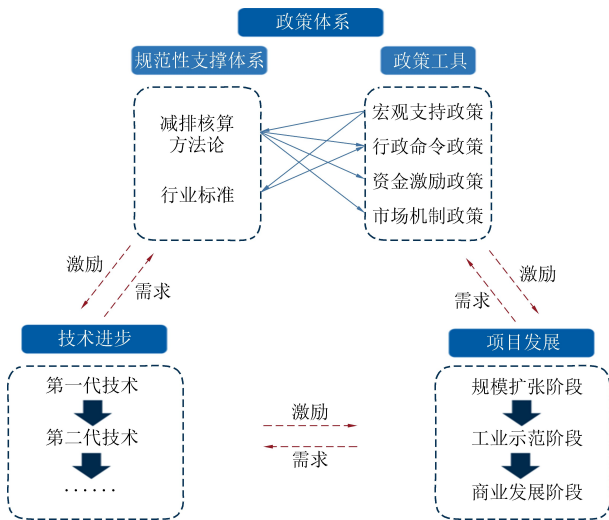 政策体系
规范性支撑体系
政策工具
减排核算
方法论
行业标准
宏观支持政策
行政命令政策
资金激励政策
市场机制政策
激励
需求
需求
激励
技术进步
项目发展
第一代技术
第二代技术
······
激励
需求
规模扩张阶段
工业示范阶段
商业发展阶段